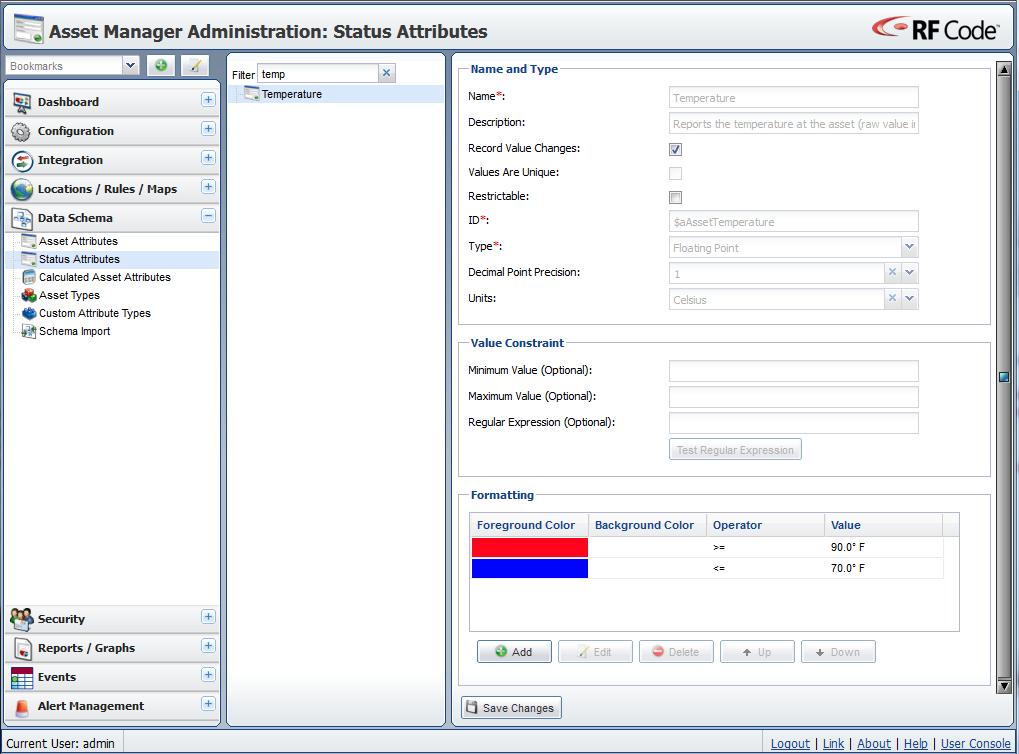 Asset Manager Administration: Status Attributes
RF Code™
Bookmarks
Dashboard
Configuration
Integration
Locations / Rules / Maps
Data Schema
Asset Attributes
Status Attributes
Calculated Asset Attributes
Asset Types
Custom Attribute Types
Schema Import
Security
Reports / Graphs
Events
Alert Management
Filter temp
Temperature
Name and Type
Name*: Temperature
Description: Reports the temperature at the asset (raw value i
Record Value Changes:
Values Are Unique:
Restrictable:
ID*: $aAssetTemperature
Type*: Floating Point
Decimal Point Precision: 1
Units: Celsius
Value Constraint
Minimum Value (Optional):
Maximum Value (Optional):
Regular Expression (Optional):
Test Regular Expression
Formatting
Foreground Color Background Color Operator Value
>= 90.0° F
<= 70.0° F
Add Edit Delete Up Down
Save Changes
Current User: admin
Logout | Link | About | Help | User Console